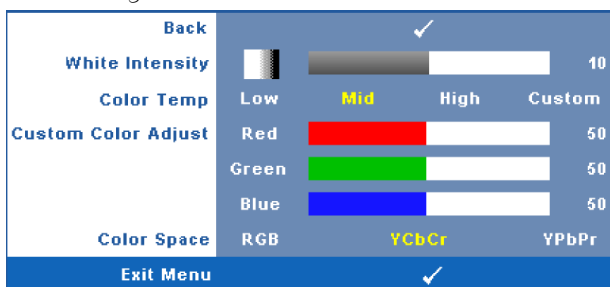 Back
White Intensity 10
Color Temp Low Mid High Custom
Custom Color Adjust Red 50
Green 50
Blue 50
Color Space RGB YCbCr YPbPr
Exit Menu